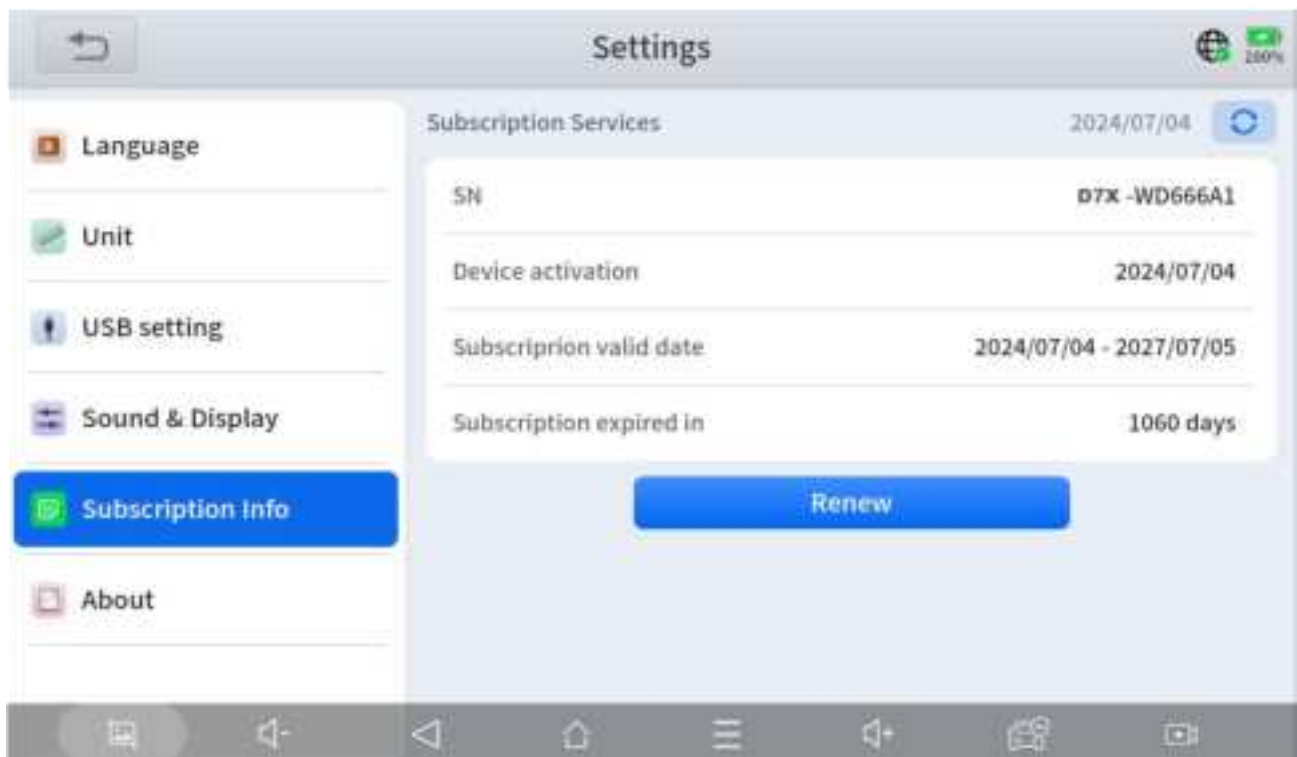 Settings
Language
Unit
USB setting
Sound & Display
Subscription Info
About
Subscription Services 2024/07/04
SN D7X -WD666A1
Device activation 2024/07/04
Subscriprion valid date 2024/07/04 - 2027/07/05
Subscription expired in 1060 days
Renew